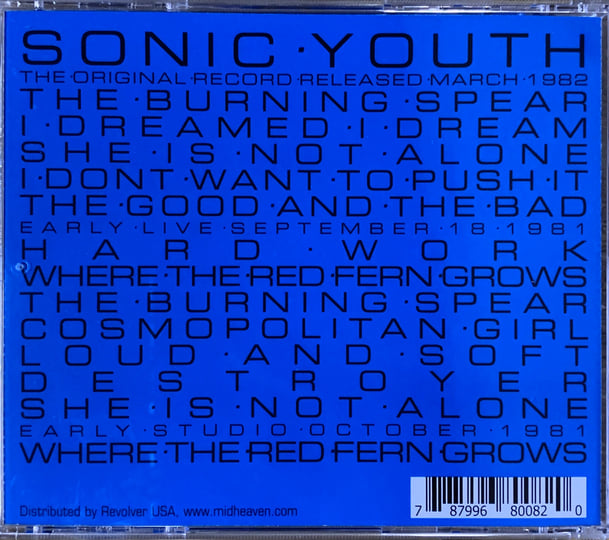 SONIC·YOUTH
THE·ORIGINAL·RECORD·RELEASED·MARCH·1982
THE·BURNING·SPEAR
I·DREAMED·I·DREAM
SHE·IS·NOT·ALONE
I·DONT·WANT·TO·PUSH·IT
THE·GOOD·AND·THE·BAD
EARLY·LIVE·SEPTEMBER·18·1981
HARD·WORK
WHERE·THE·RED·FERN·GROWS
THE·BURNING·SPEAR
COSMOPOLITAN·GIRL
LOUD·AND·SOFT
DESTROYER
SHE·IS·NOT·ALONE
EARLY·STUDIO·OCTOBER·1981
WHERE·THE·RED·FERN·GROWS
Distributed by Revolver USA, www.midheaven.com
7 87996 80082 0